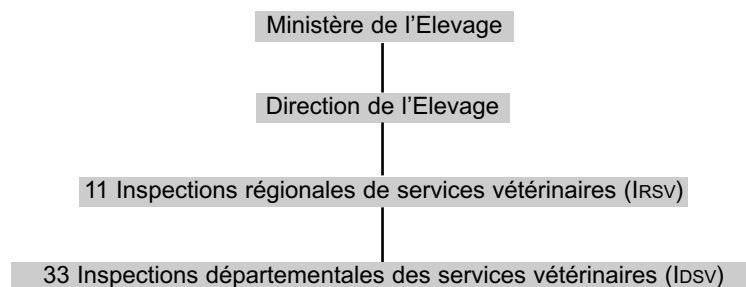 Ministère de l’Elevage
Direction de l’Elevage
11 Inspections régionales de services vétérinaires (IRSV)
33 Inspections départementales des services vétérinaires (IDSV)